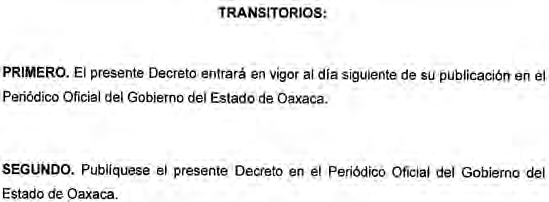 TRANSITORIOS:
PRIMERO. El presente Decreto entrará en vigor al día siguiente de su publicación en el
Periódico Oficial del Gobierno del Estado de Oaxaca.
SEGUNDO. Publíquese el presente Decreto en el Periódico Oficial del Gobierno del
Estado de Oaxaca.